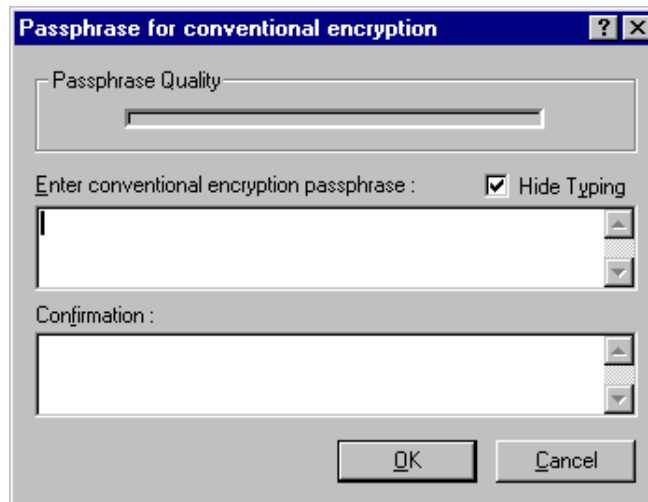 Passphrase for conventional encryption
Passphrase Quality
Enter conventional encryption passphrase : Hide Typing
Confirmation :
OK Cancel